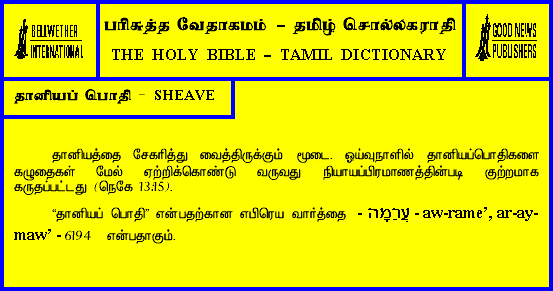 BELLWETHER
INTERNATIONAL
பரிசுத்த வேதாகமம் – தமிழ் சொல்லகராதி
THE HOLY BIBLE – TAMIL DICTIONARY
GOOD NEWS
PUBLISHERS
தானியப் பொதி - SHEAVE
தானியத்தை சேகரித்து வைத்திருக்கும் மூடை. ஓய்வுநாளில் தானியப்பொதிகளை
கழுதைகள் மேல் ஏற்றிக்கொண்டு வருவது நியாயப்பிரமாணத்தின்படி குற்றமாக
கருதப்பட்டது (நெகே 13:15).
“தானியப் பொதி” என்பதற்கான எபிரெய வார்த்தை - עֲרֵמָה - aw-rame’, ar-ay-
maw’ - 6194 என்பதாகும்.